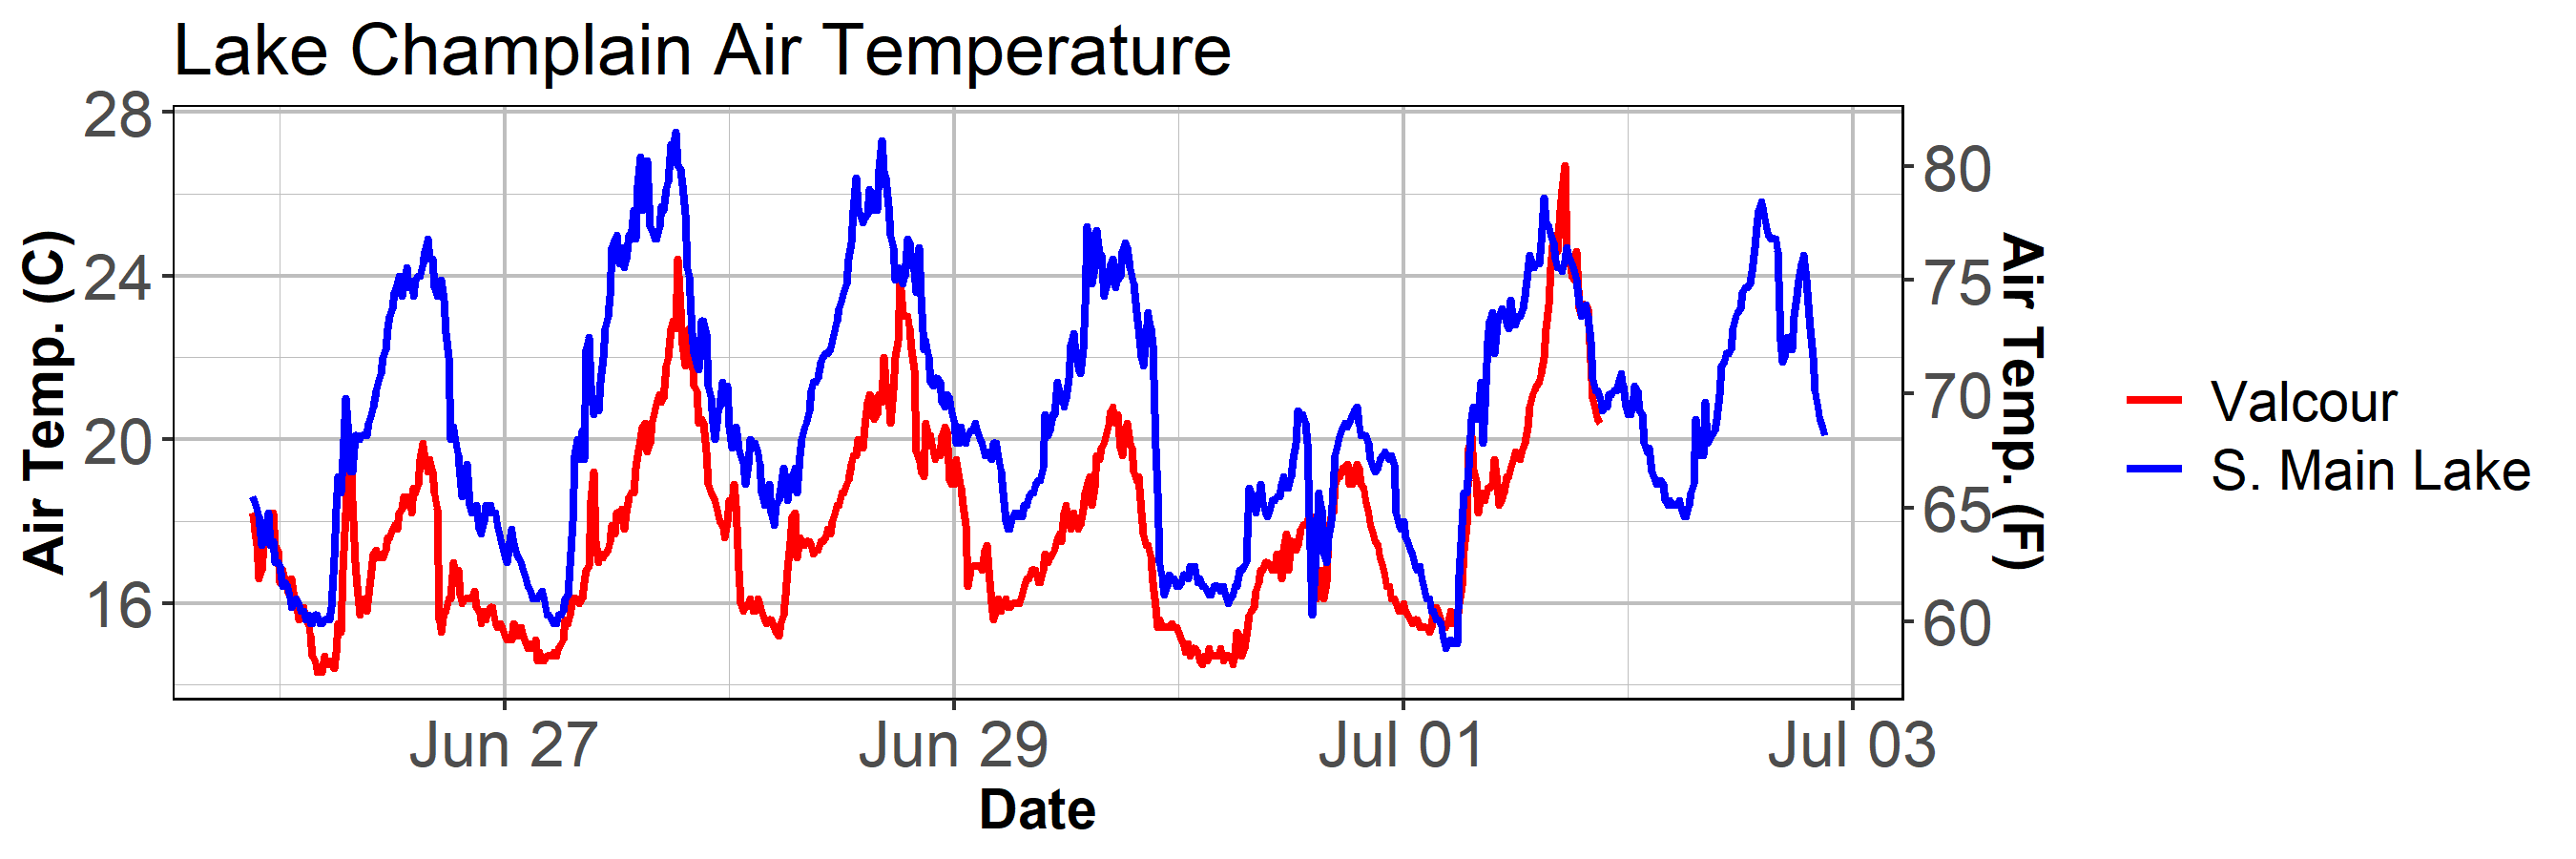 Lake Champlain Air Temperature
28
24
20
16
Air Temp. (C)
80
75
70
65
60
Air Temp. (F)
Jun 27
Jun 29
Jul 01
Jul 03
Date
Valcour
S. Main Lake